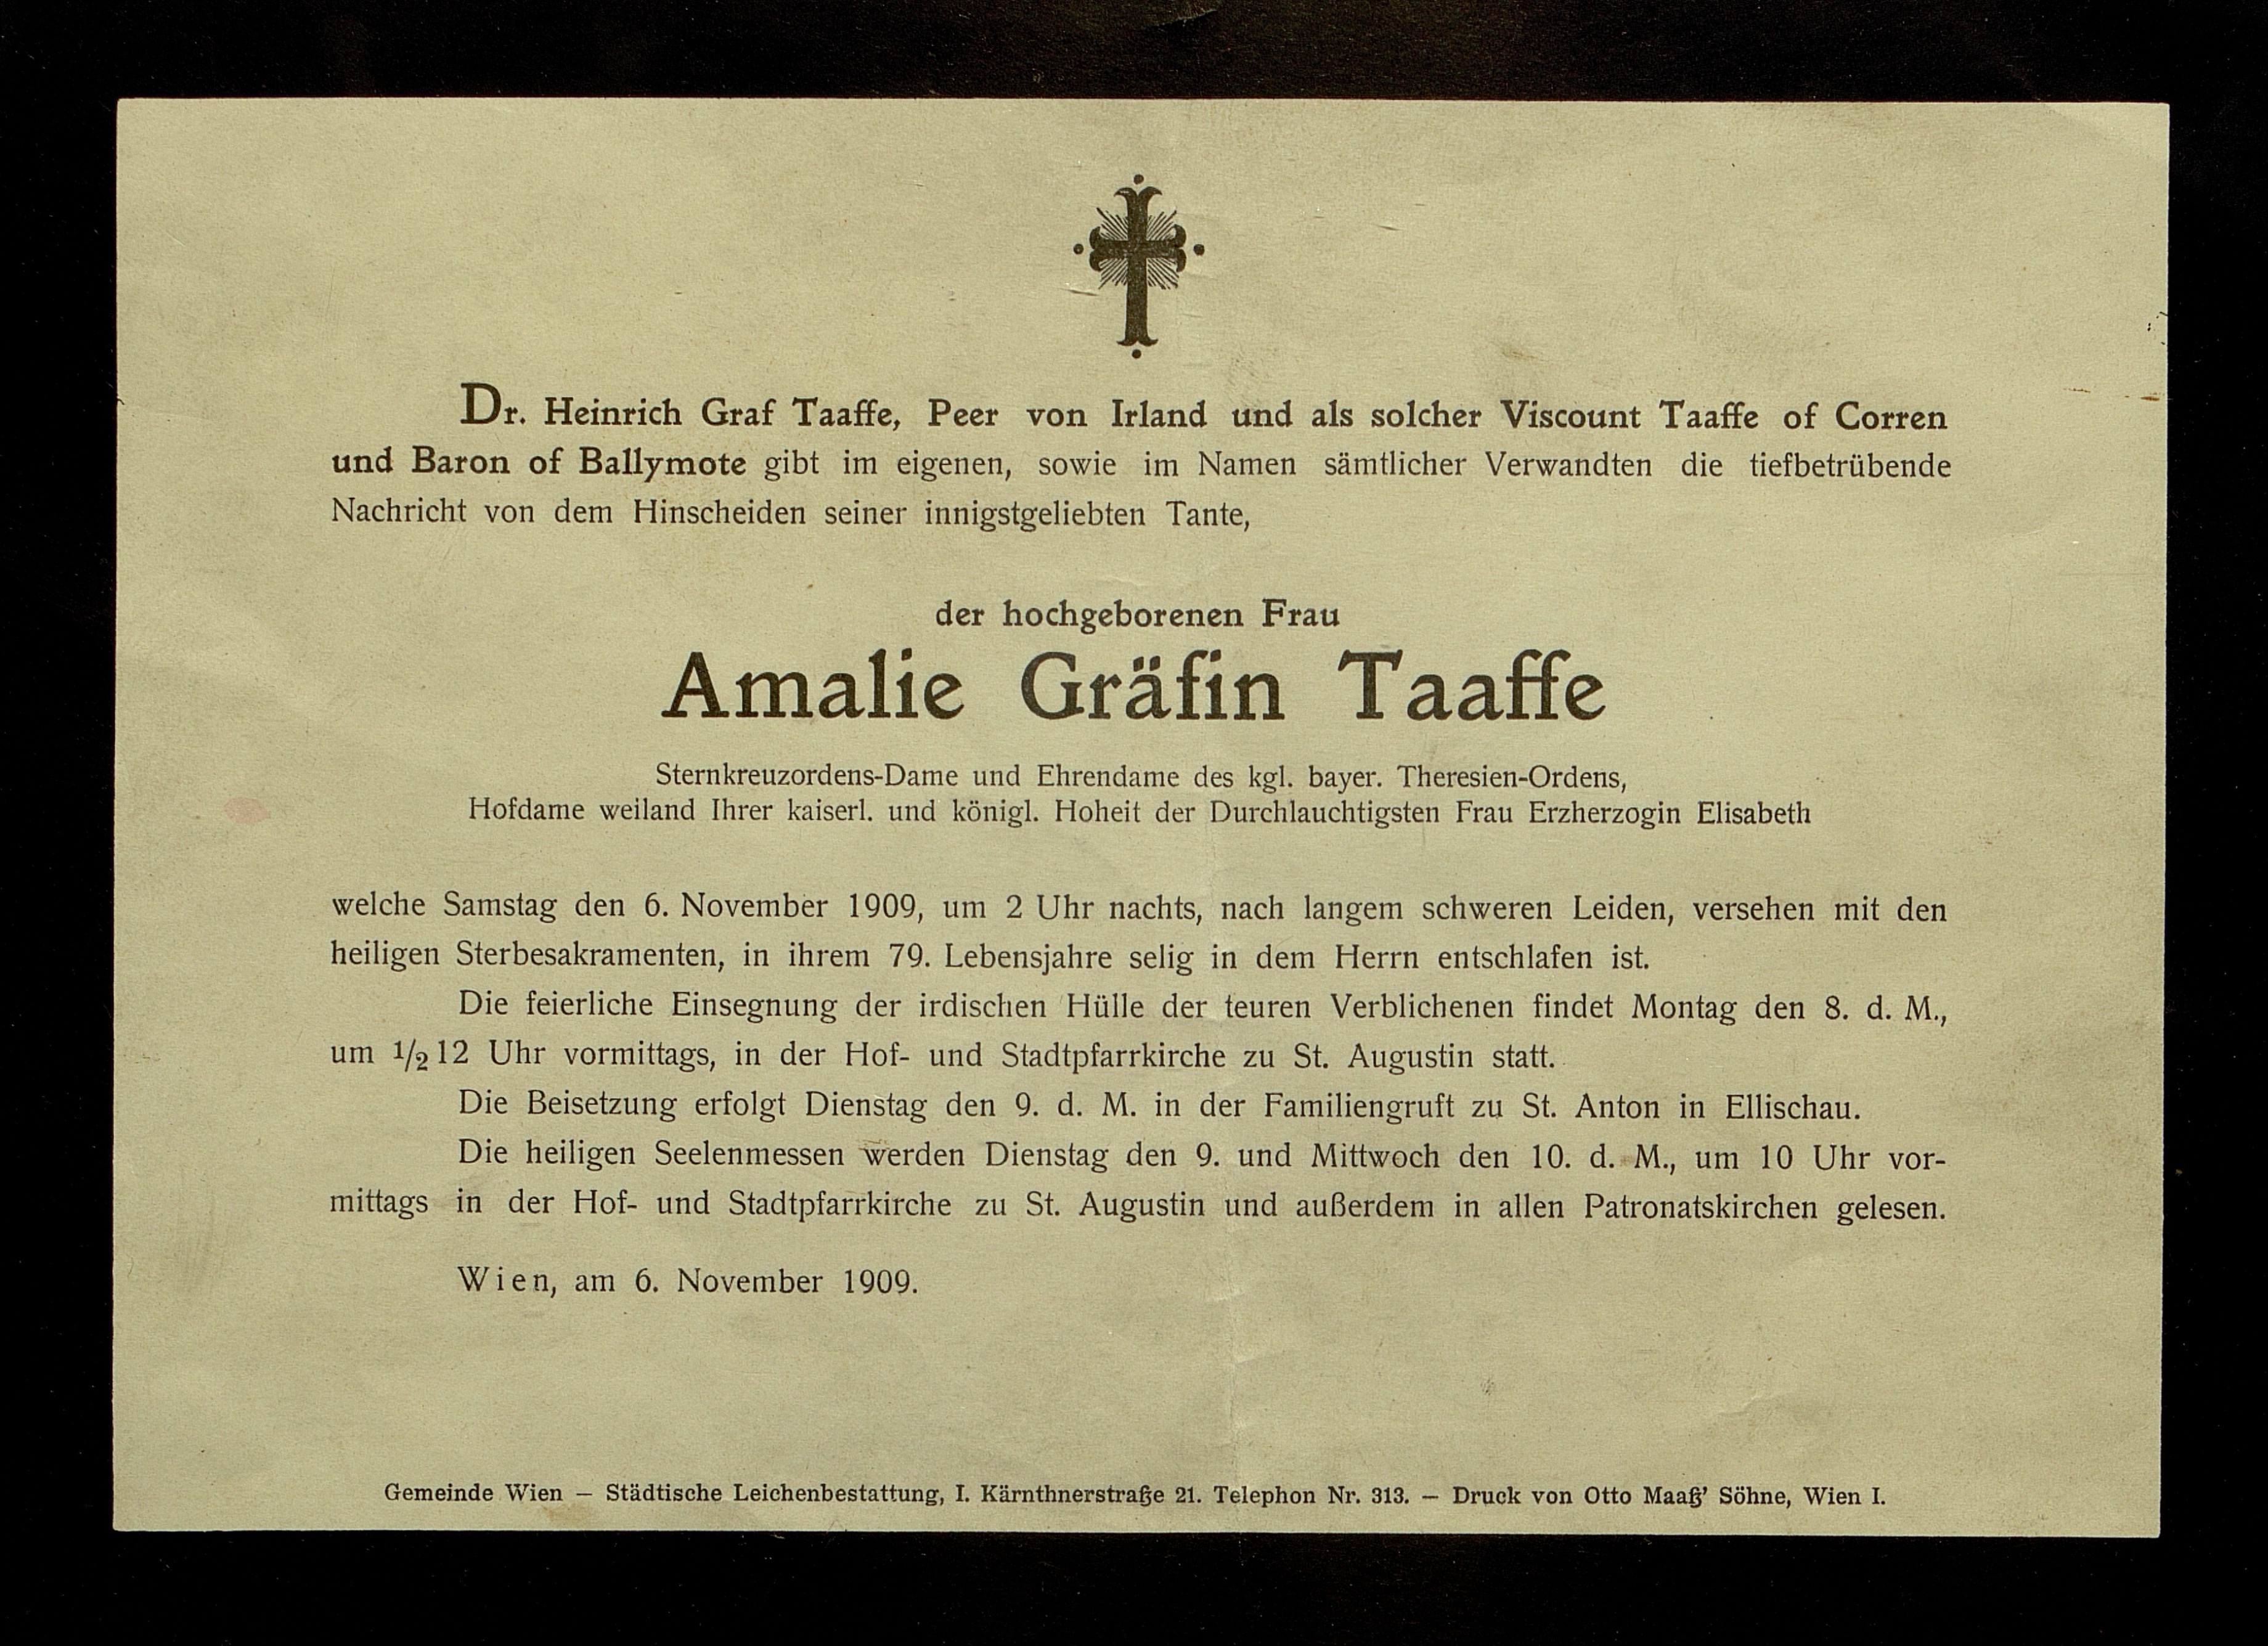 Dr. Heinrich Graf Taaffe, Peer von Irland und als solcher Viscount Taaffe of Corren
und Baron of Ballymote gibt im eigenen, sowie im Namen sämtlicher Verwandten die tiefbetrübende
Nachricht von dem Hinscheiden seiner innigstgeliebten Tante,
der hochgeborenen Frau
Amalie Gräfin Taaffe
Sternkreuzordens-Dame und Ehrendame des kgl. bayer. Theresien-Ordens,
Hofdame weiland Ihrer kaiserl. und königl. Hoheit der Durchlauchtigsten Frau Erzherzogin Elisabeth
welche Samstag den 6. November 1909, um 2 Uhr nachts, nach langem schweren Leiden, versehen mit den
heiligen Sterbesakramenten, in ihrem 79. Lebensjahre selig in dem Herrn entschlafen ist.
Die feierliche Einsegnung der irdischen Hülle der teuren Verblichenen findet Montag den 8. d. M.,
um 1/2 12 Uhr vormittags, in der Hof- und Stadtpfarrkirche zu St. Augustin statt.
Die Beisetzung erfolgt Dienstag den 9. d. M. in der Familiengruft zu St. Anton in Ellischau.
Die heiligen Seelenmessen werden Dienstag den 9. und Mittwoch den 10. d. M., um 10 Uhr vor-
mittags in der Hof- und Stadtpfarrkirche zu St. Augustin und außerdem in allen Patronatskirchen gelesen.
Wien, am 6. November 1909.
Gemeinde Wien — Städtische Leichenbestattung, I. Kärnthnerstraße 21. Telephon Nr. 313. — Druck von Otto Maaß' Söhne, Wien I.